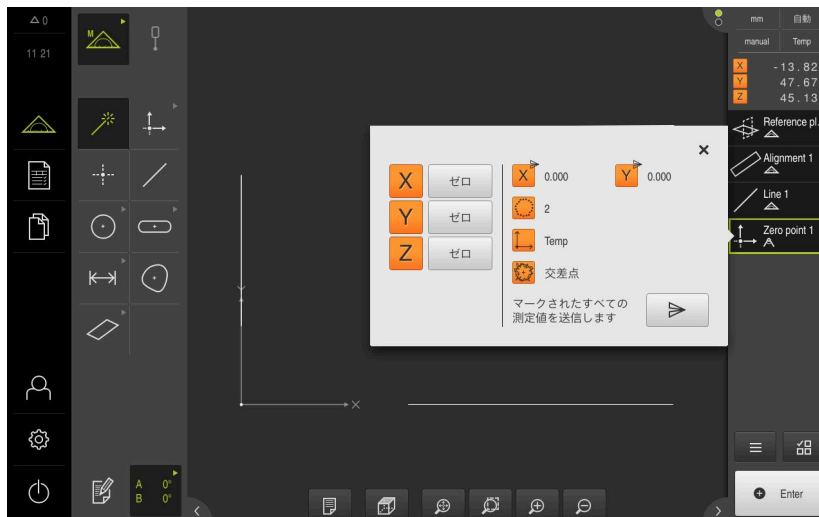 0
11 21
M
A 0°
B 0°
X ゼロ
Y ゼロ
Z ゼロ
X 0.000
Y 0.000
2
Temp
交差点
マークされたすべての
測定値を送信します
Y
X
mm 自動
manual Temp
X -13.82
Y 47.67
Z 45.13
Reference pl.
Alignment 1
Line 1
Zero point 1
Enter